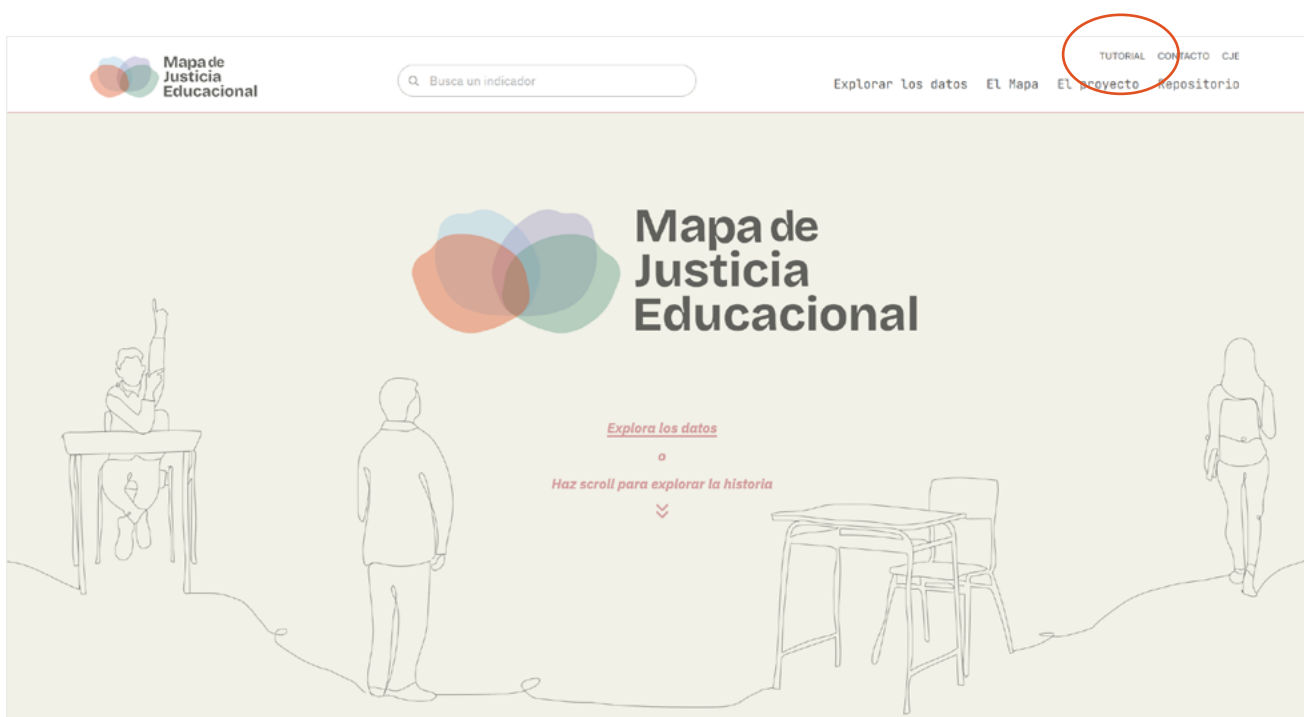 Mapa de
Justicia
Educacional
Busca un indicador
TUTORIAL CONTACTO CJE
Explorar los datos El Mapa El proyecto Repositorio
Mapa de
Justicia
Educacional
Explora los datos
o
Haz scroll para explorar la historia